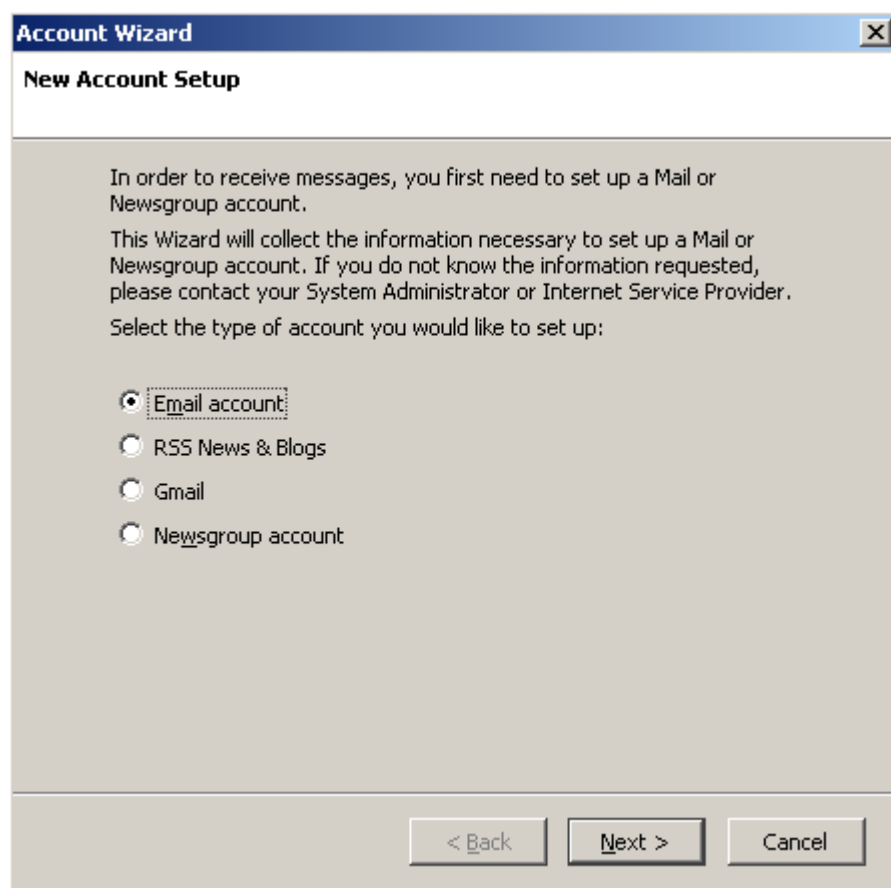 Account Wizard
New Account Setup
In order to receive messages, you first need to set up a Mail or
Newsgroup account.
This Wizard will collect the information necessary to set up a Mail or
Newsgroup account. If you do not know the information requested,
please contact your System Administrator or Internet Service Provider.
Select the type of account you would like to set up:
Email account
RSS News & Blogs
Gmail
Newsgroup account
< Back Next > Cancel